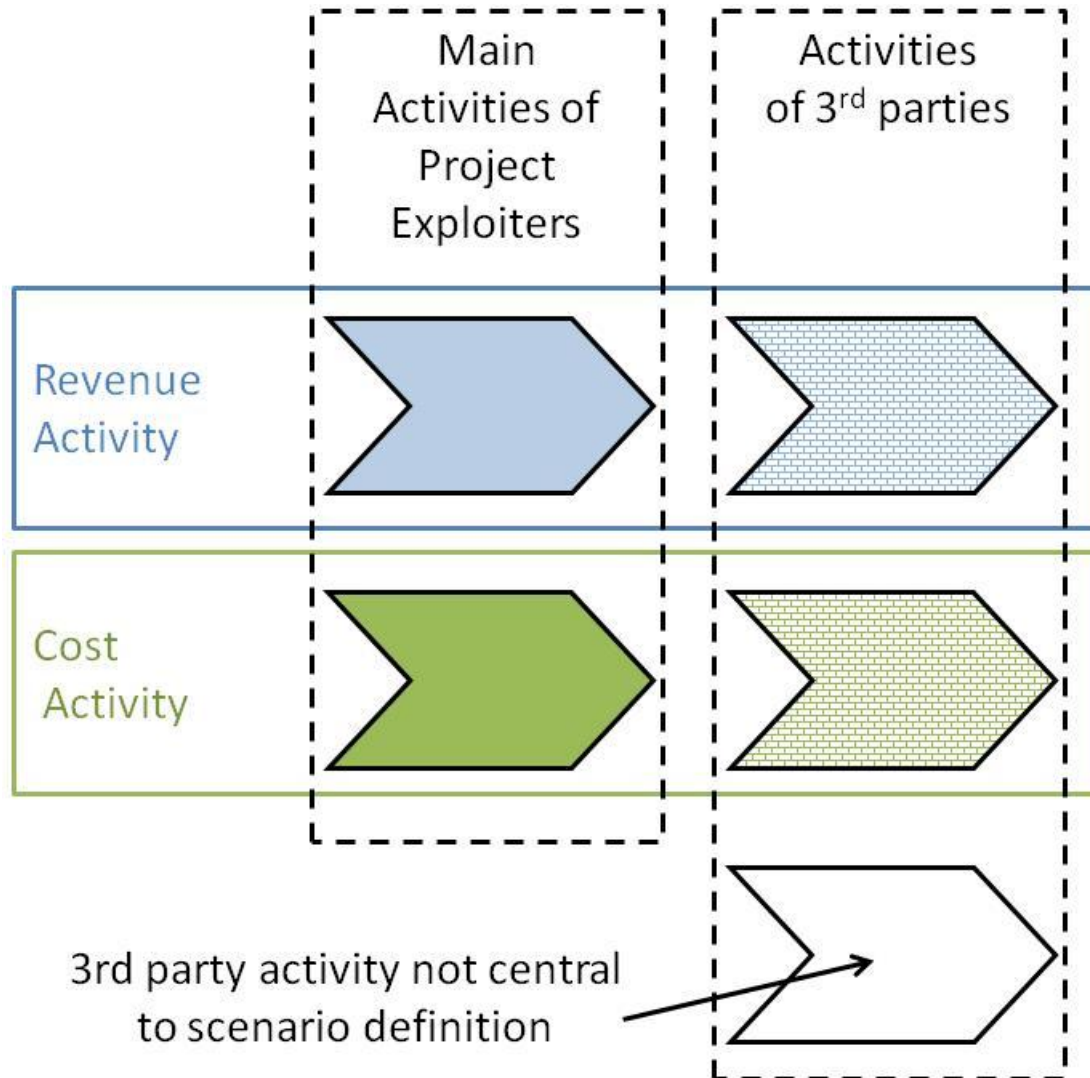 Main
Activities of
Project
Exploiters
Activities
of 3rd parties
Revenue
Activity
Cost
Activity
3rd party activity not central
to scenario definition